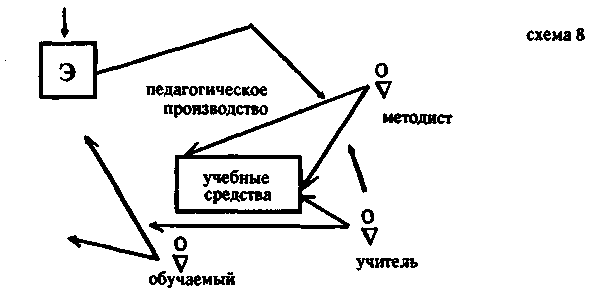 схема 8
Э
педагогическое
производство
методист
учебные
средства
учитель
обучаемый